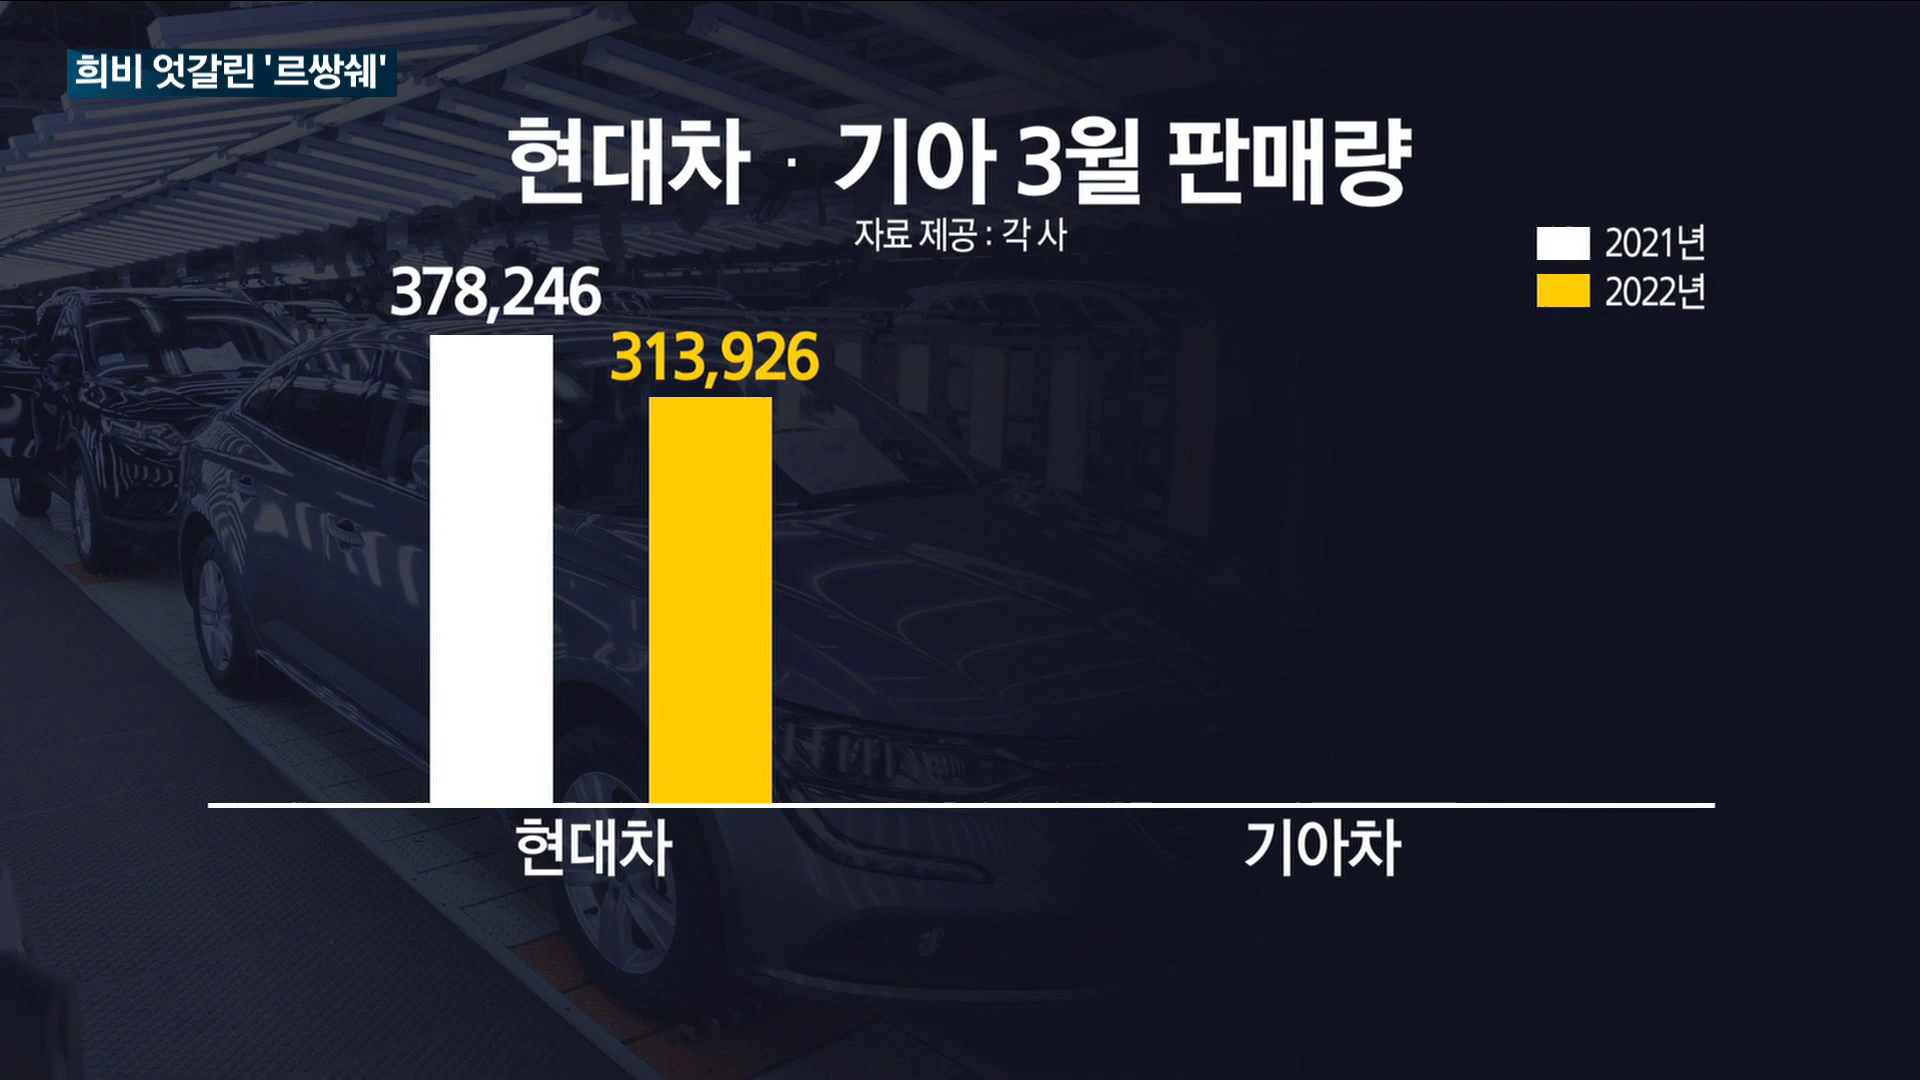 희비 엇갈린 '르쌍쉐'
현대차 · 기아 3월 판매량
자료 제공 : 각 사
2021년
2022년
378,246
313,926
현대차
기아차